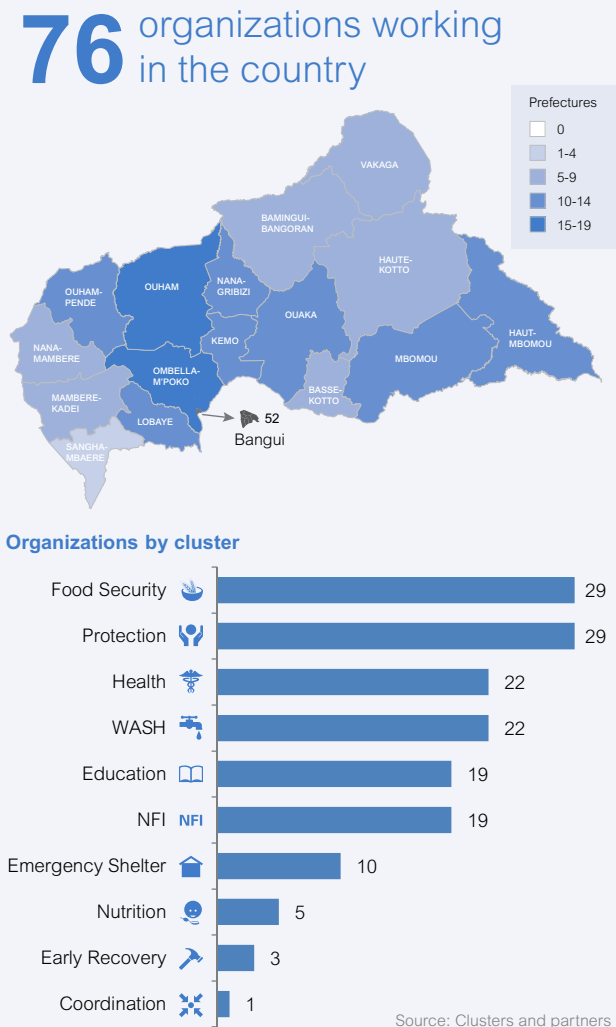 76 organizations working
in the country
Prefectures
0
1-4
5-9
10-14
15-19
VAKAGA
BAMINGUI-
BANGORAN
HAUTE-
KOTTO
OUHAM-
PENDE
OUHAM
NANA-
GRIBIZI
OUAKA
KEMO
HAUT-
MBOMOU
NANA-
MAMBERE
OMBELLA-
M'POKO
MBOMOU
BASSE-
KOTTO
MAMBERE-
KADEI
LOBAYE
SANGHA-
MBAERE
52
Bangui
Organizations by cluster
Food Security 29
Protection 29
Health 22
WASH 22
Education 19
NFI NFI 19
Emergency Shelter 10
Nutrition 5
Early Recovery 3
Coordination 1
Source: Clusters and partners